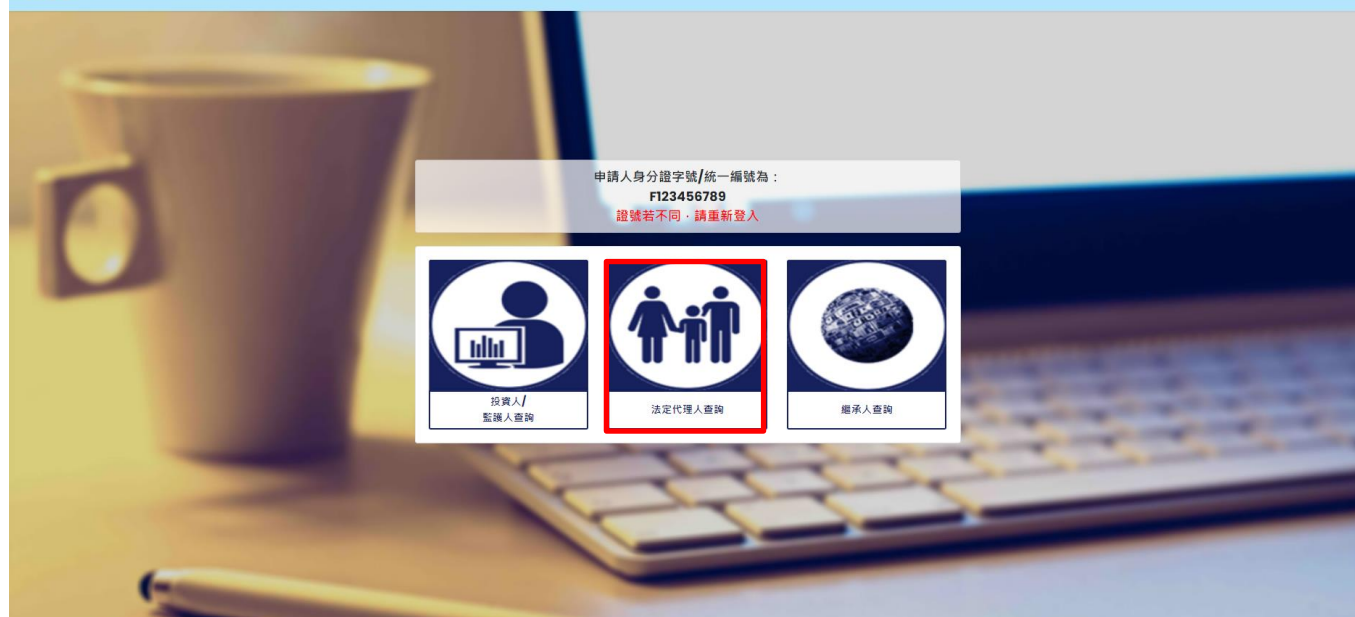 申請人身分證字號/統一編號為：
F123456789
證號若不同，請重新登入
投資人/
監護人查詢
法定代理人查詢
繼承人查詢